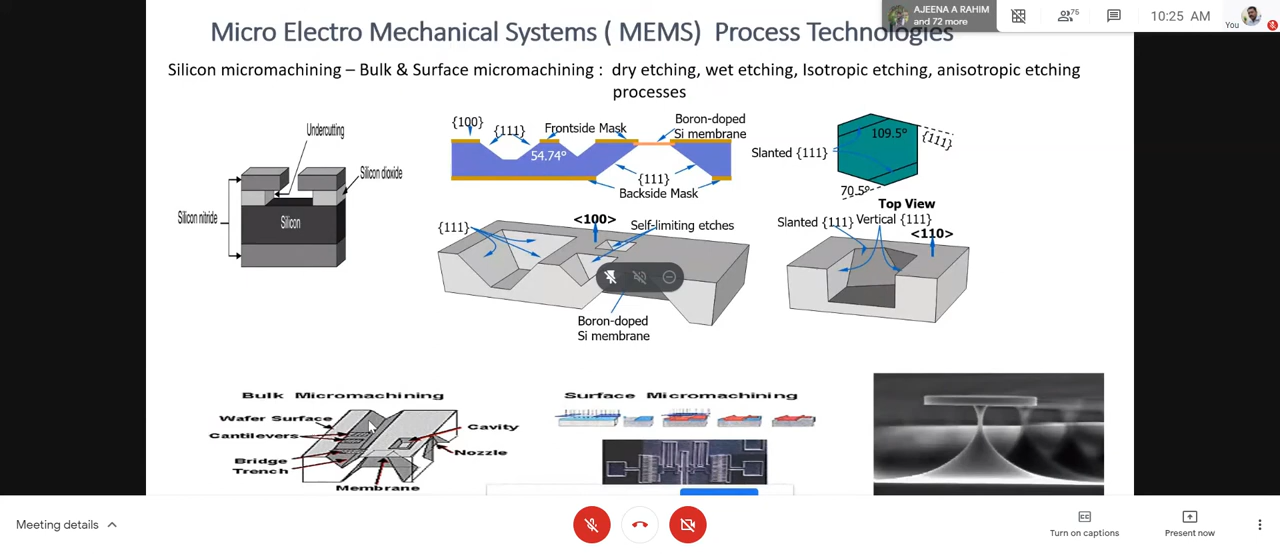 AJEENA A RAHIM
and 72 more
75
10:25 AM
You
Micro Electro Mechanical Systems ( MEMS) Process Technologies
Silicon micromachining – Bulk & Surface micromachining : dry etching, wet etching, Isotropic etching, anisotropic etching
processes
Undercutting
Silicon dioxide
Silicon nitride
Silicon
{100}
{111}
Frontside Mask
Boron-doped
Si membrane
54.74°
{111}
Backside Mask
109.5°
{111}
Slanted {111}
70.5°
Top View
{111}
<100>
Self-limiting etches
Boron-doped
Si membrane
Slanted {111}
Vertical {111}
<110>
Bulk Micromachining
Wafer Surface
Cantilevers
Bridge
Trench
Membrane
Cavity
Nozzle
Surface Micromachining
Meeting details
Turn on captions
Present now